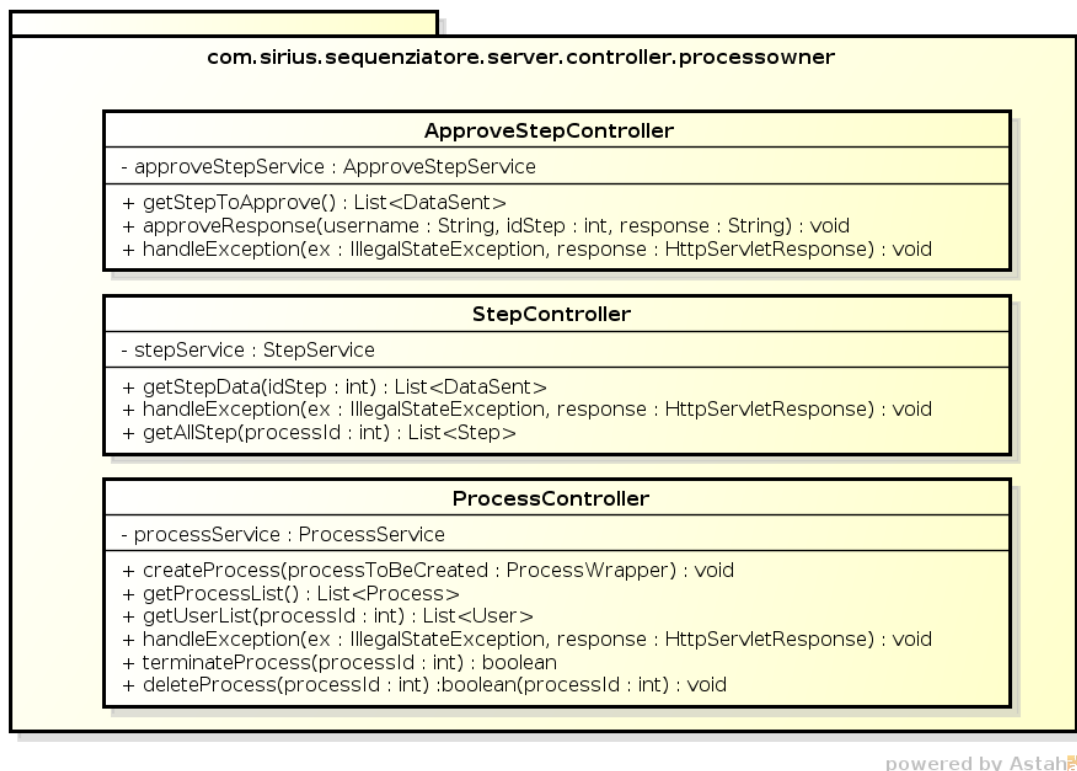 com.sirius.sequenziatore.server.controller.processowner
ApproveStepController
- approveStepService : ApproveStepService
+ getStepToApprove() : List<DataSent>
+ approveResponse(username : String, idStep : int, response : String) : void
+ handleException(ex : IllegalStateException, response : HttpServletResponse) : void
StepController
- stepService : StepService
+ getStepData(idStep : int) : List<DataSent>
+ handleException(ex : IllegalStateException, response : HttpServletResponse) : void
+ getAllStep(processId : int) : List<Step>
ProcessController
- processService : ProcessService
+ createProcess(processToBeCreated : ProcessWrapper) : void
+ getProcessList() : List<Process>
+ getUserList(processId : int) : List<User>
+ handleException(ex : IllegalStateException, response : HttpServletResponse) : void
+ terminateProcess(processId : int) : boolean
+ deleteProcess(processId : int) :boolean(processId : int) : void
powered by Astah